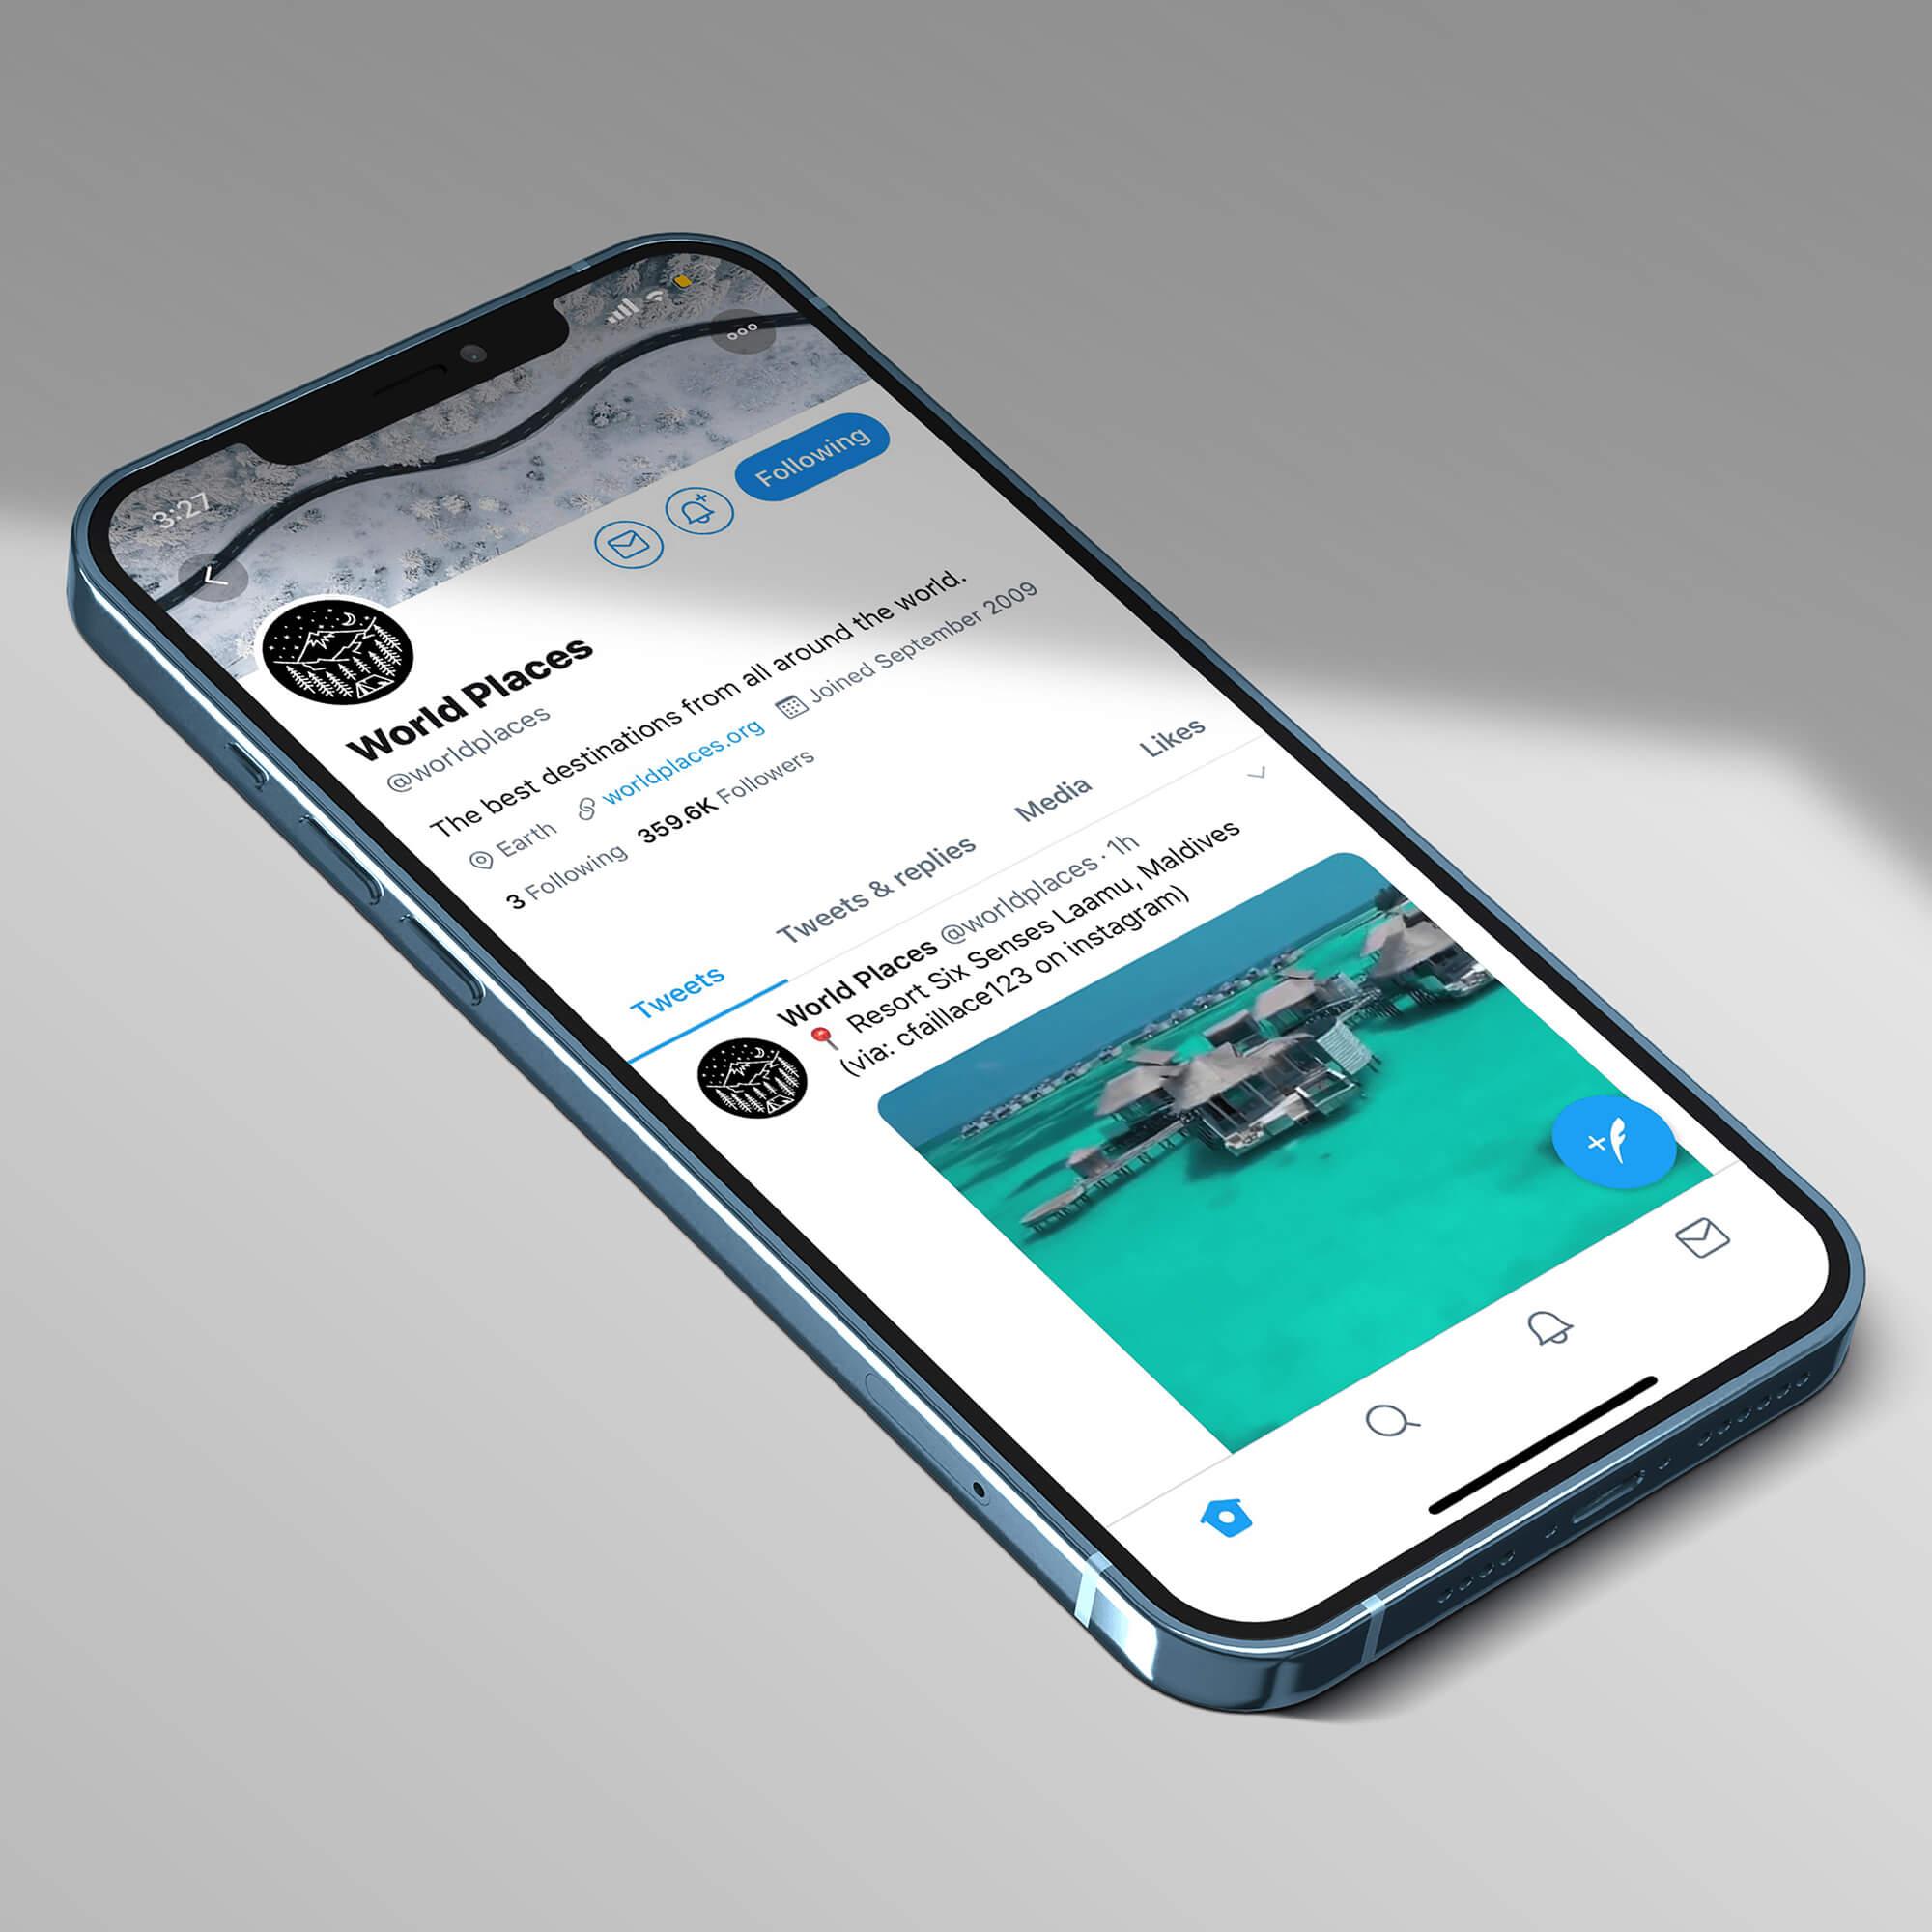 3:27
Following
World Places
@worldplaces
The best destinations from all around the world.
Earth worldplaces.org Joined September 2009
3 Following 359.6K Followers
Tweets Tweets & replies Media Likes
World Places @worldplaces · 1h
📍 Resort Six Senses Laamu, Maldives
(via: cfaillace123 on instagram)